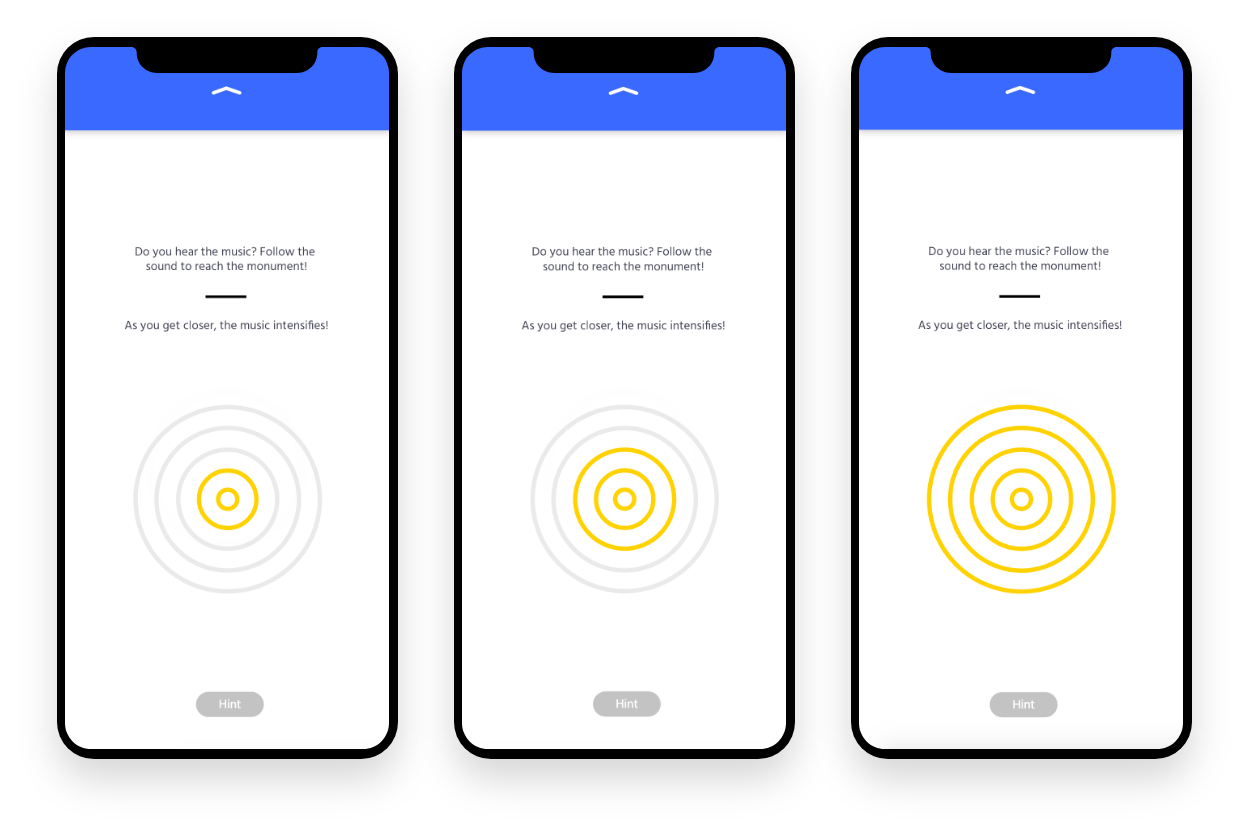 Do you hear the music? Follow the
sound to reach the monument!
As you get closer, the music intensifies!
Hint
Do you hear the music? Follow the
sound to reach the monument!
As you get closer, the music intensifies!
Hint
Do you hear the music? Follow the
sound to reach the monument!
As you get closer, the music intensifies!
Hint